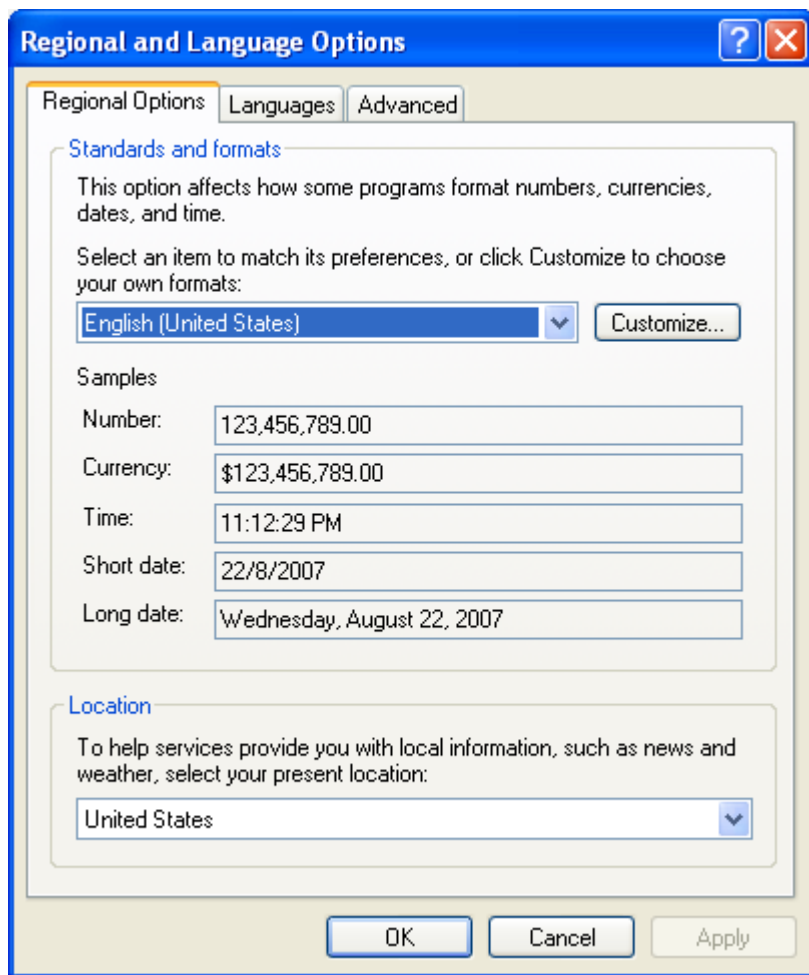 Regional and Language Options
?
Regional Options Languages Advanced
Standards and formats
This option affects how some programs format numbers, currencies,
dates, and time.
Select an item to match its preferences, or click Customize to choose
your own formats:
English (United States) Customize...
Samples
Number: 123,456,789.00
Currency: $123,456,789.00
Time: 11:12:29 PM
Short date: 22/8/2007
Long date: Wednesday, August 22, 2007
Location
To help services provide you with local information, such as news and
weather, select your present location:
United States
OK Cancel Apply